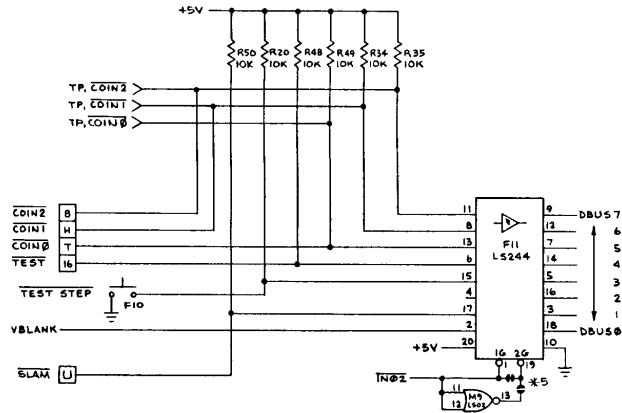 +5V
R50 10K
R20 10K
R48 10K
R49 10K
R34 10K
R35 10K
TP, COIN2
TP, COIN1
TP, COINØ
COIN2 8
COIN1 H
COINØ T
TEST 16
TEST STEP
F10
VBLANK
SLAM U
11
8
13
6
15
4
17
2
+5V 20
F11
LS244
1G 2G
1 19
9 DBUS7
12 6
7 5
14 4
5 3
16 2
3 1
18 DBUSØ
10
*5
INØ2
11
12
M9
LS02
13